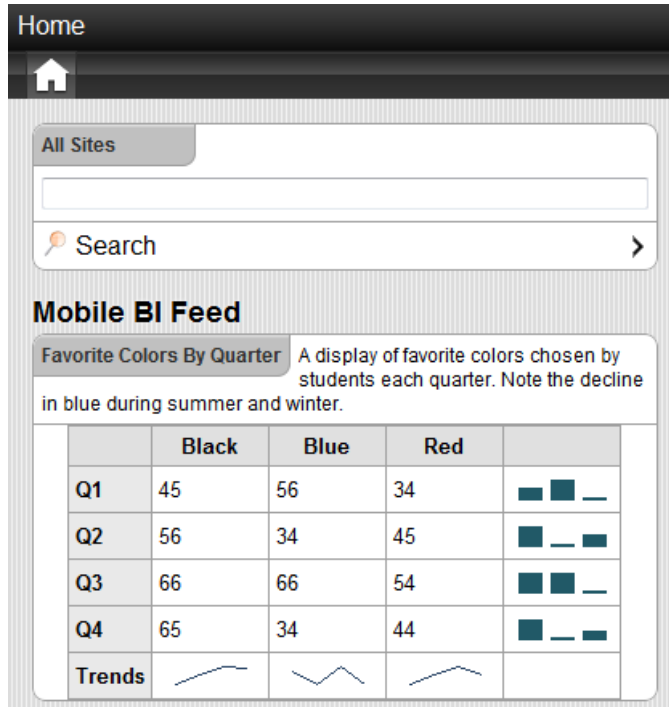 Home
All Sites
Search
Mobile BI Feed
Favorite Colors By Quarter A display of favorite colors chosen by
students each quarter. Note the decline
in blue during summer and winter.
Black Blue Red
Q1 45 56 34
Q2 56 34 45
Q3 66 66 54
Q4 65 34 44
Trends